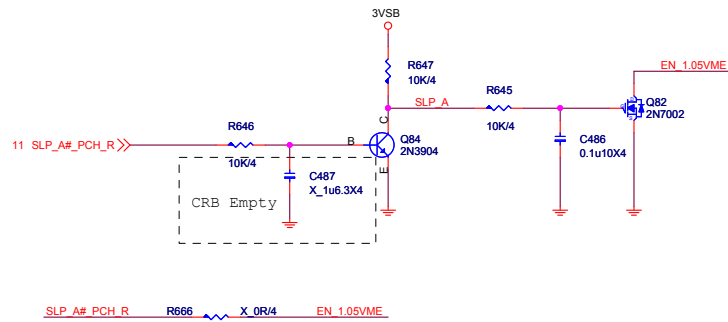 3VSB
R647
10K/4
SLP_A
R645
10K/4
EN_1.05VME
Q82
2N7002
C486
0.1u10X4
11 SLP_A#_PCH_R
R646
10K/4
B
C
E
Q84
2N3904
C487
X_1u6.3X4
CRB Empty
SLP_A#_PCH_R R666 X_0R/4 EN_1.05VME